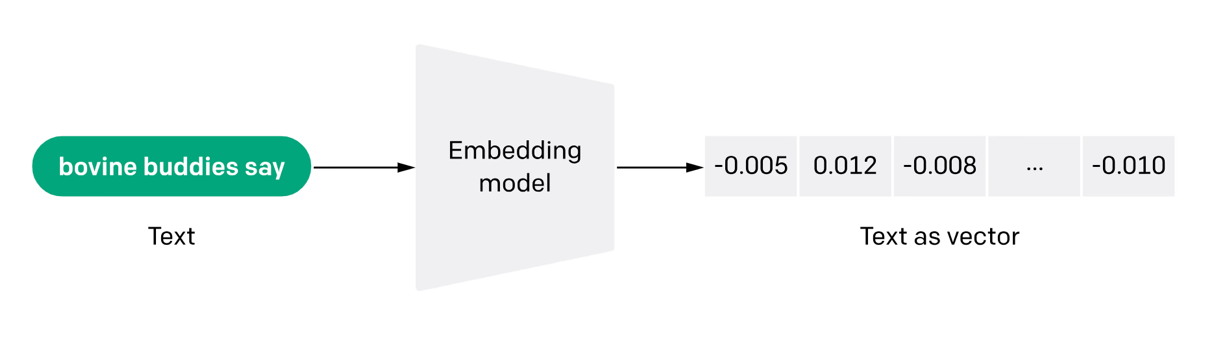 bovine buddies say
Embedding
model
-0.005 0.012 -0.008 ... -0.010
Text
Text as vector